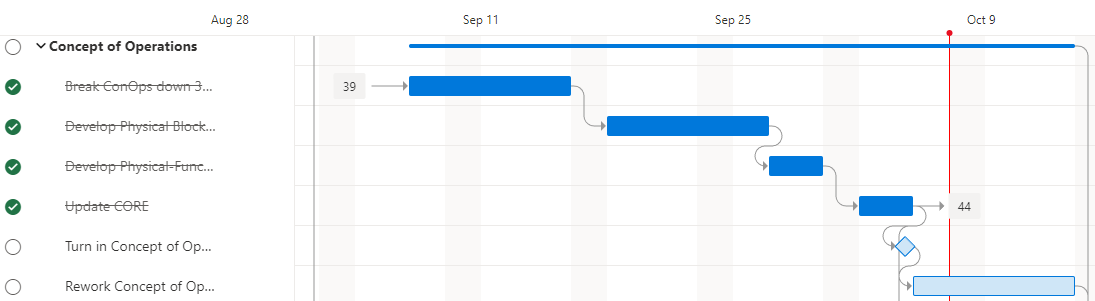 Aug 28 Sep 11 Sep 25 Oct 9
Concept of Operations
Break ConOps down 3... 39
Develop Physical Block...
Develop Physical-Func...
Update CORE 44
Turn in Concept of Op...
Rework Concept of Op...